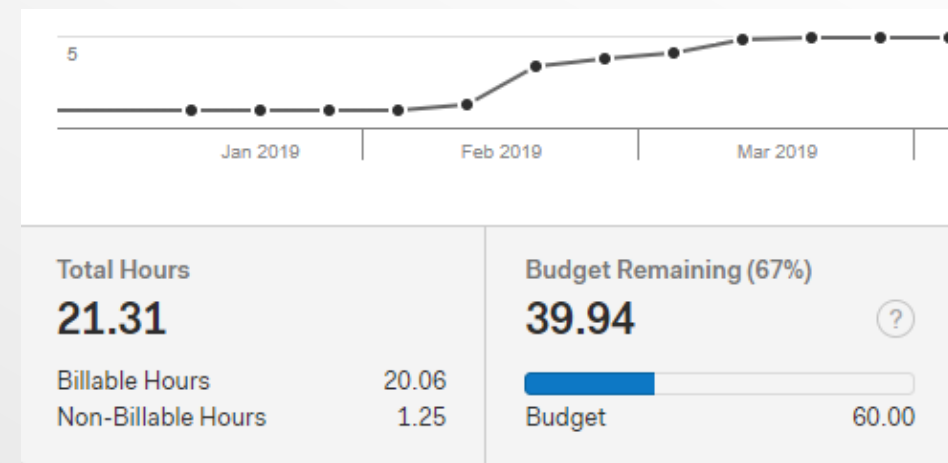 5
Jan 2019 Feb 2019 Mar 2019
Total Hours
21.31
Billable Hours 20.06
Non-Billable Hours 1.25
Budget Remaining (67%)
39.94 ?
Budget 60.00